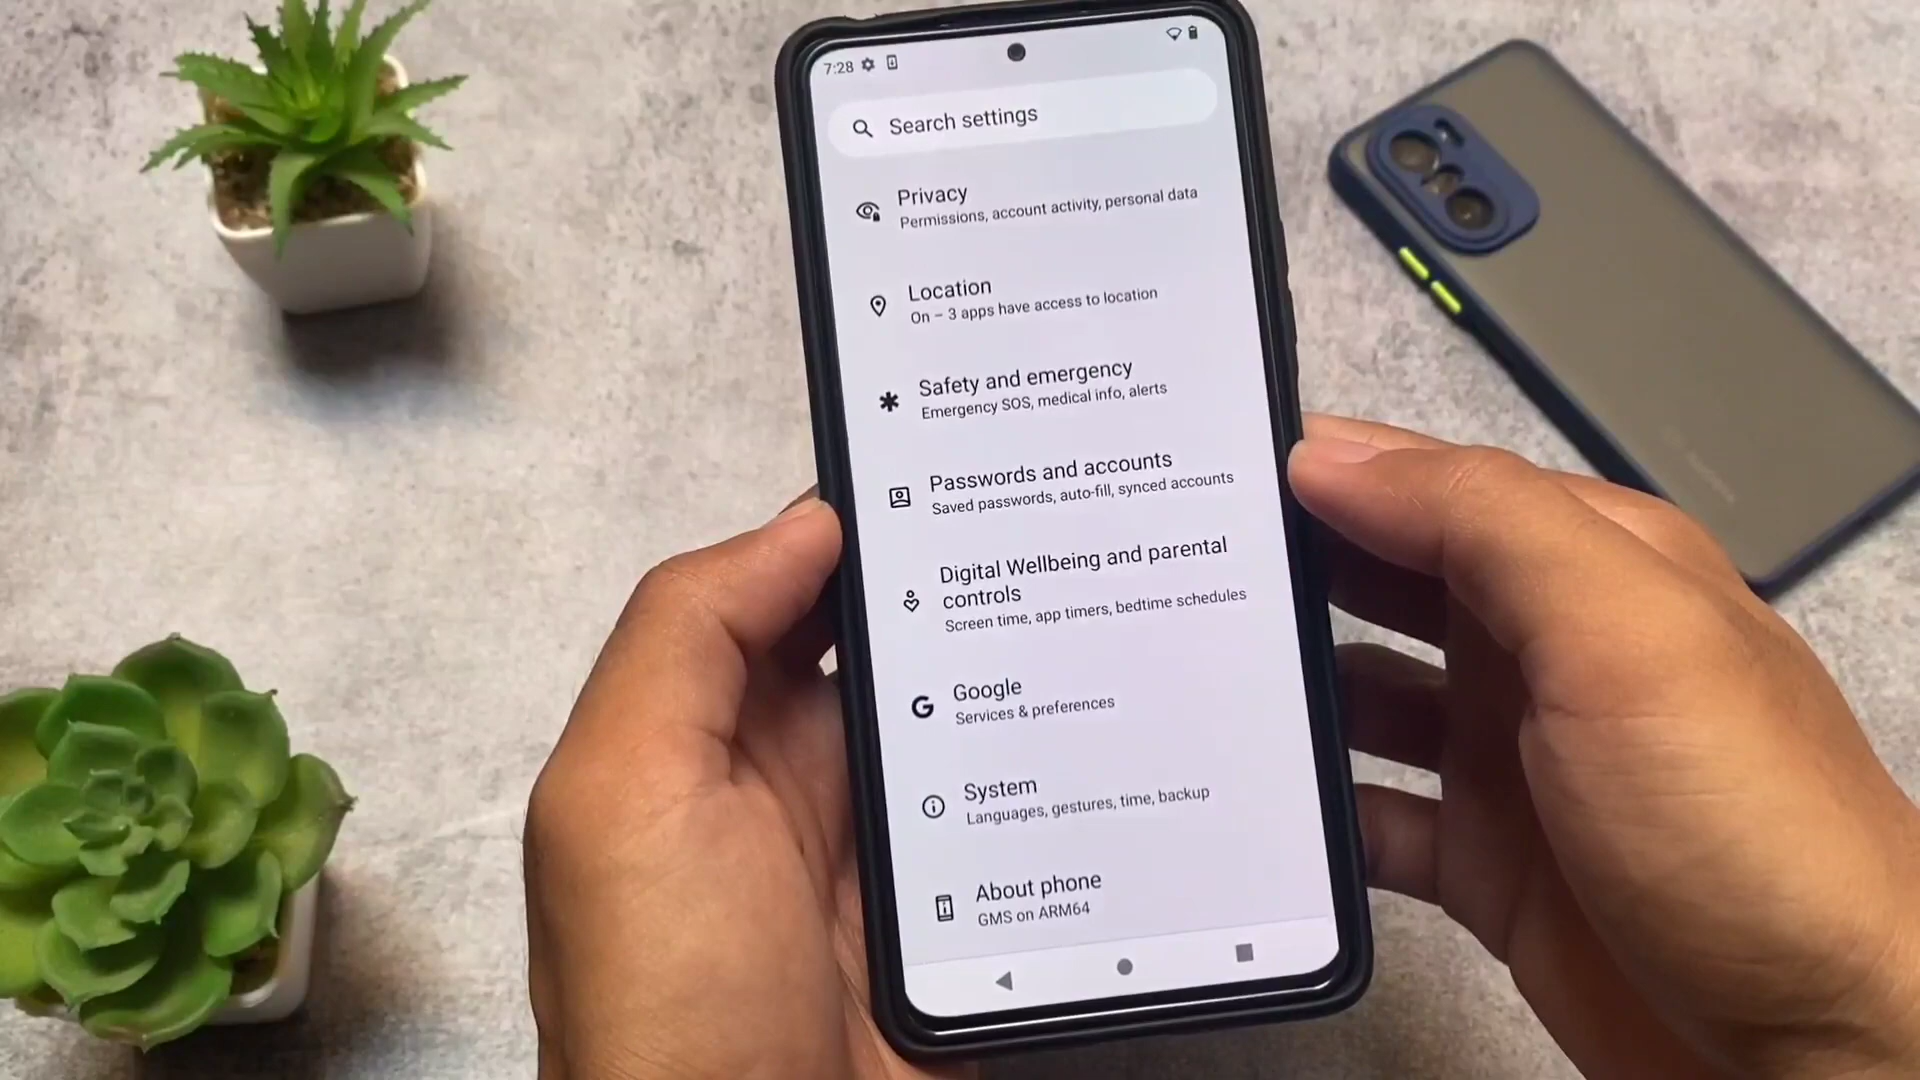 7:28
Search settings
Privacy
Permissions, account activity, personal data
Location
On – 3 apps have access to location
Safety and emergency
Emergency SOS, medical info, alerts
Passwords and accounts
Saved passwords, auto-fill, synced accounts
Digital Wellbeing and parental
controls
Screen time, app timers, bedtime schedules
Google
Services & preferences
System
Languages, gestures, time, backup
About phone
GMS on ARM64